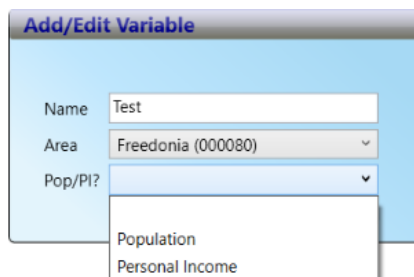 Add/Edit Variable
Name Test
Area Freedonia (000080)
Pop/PI?
Population
Personal Income